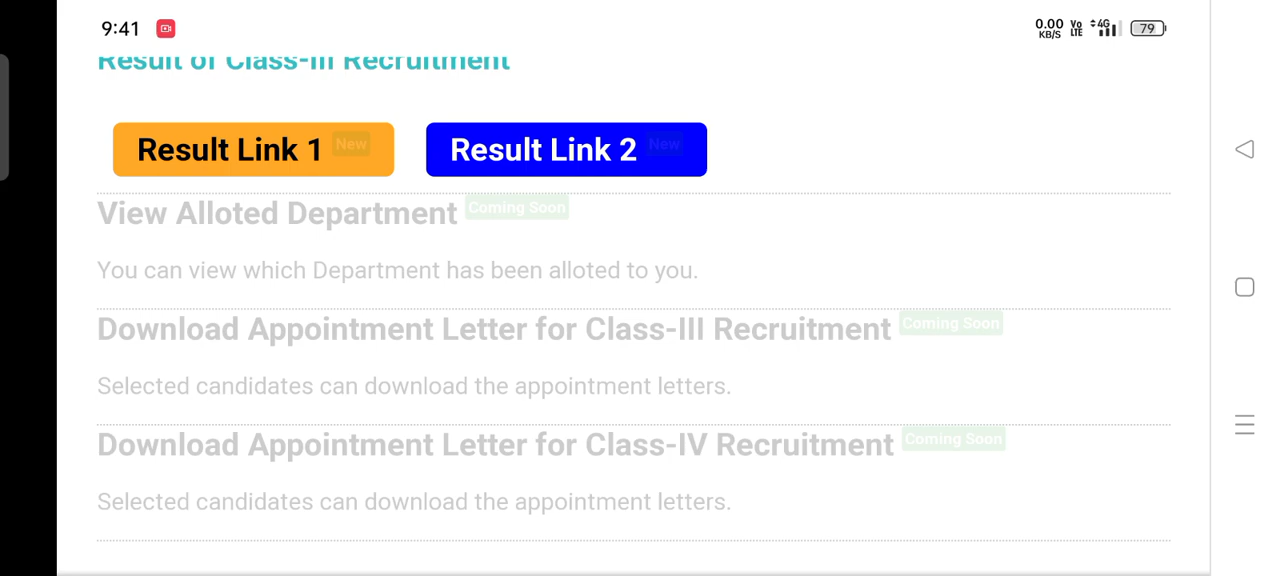 9:41
0.00 KB/S Vo LTE 4G 79
Result of Class-III Recruitment
Result Link 1 New
Result Link 2 New
View Alloted Department Coming Soon
You can view which Department has been alloted to you.
Download Appointment Letter for Class-III Recruitment Coming Soon
Selected candidates can download the appointment letters.
Download Appointment Letter for Class-IV Recruitment Coming Soon
Selected candidates can download the appointment letters.